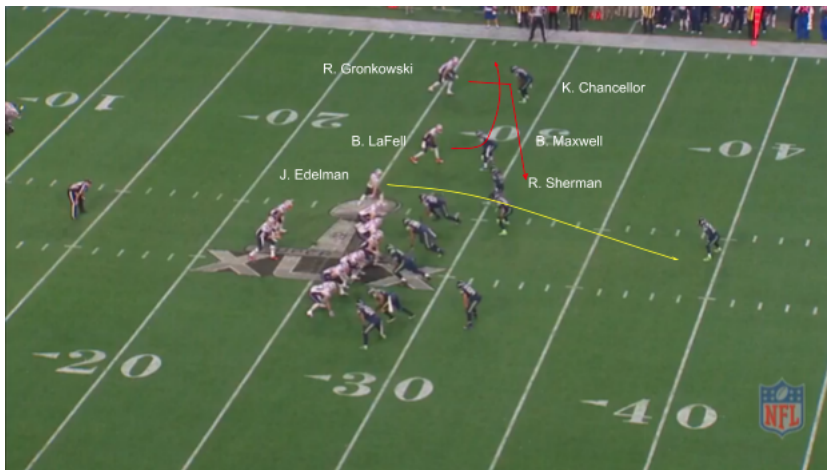 R. Gronkowski
K. Chancellor
B. LaFell
B. Maxwell
J. Edelman
R. Sherman
10
20
30
40
XLIX
20
30
40
NFL